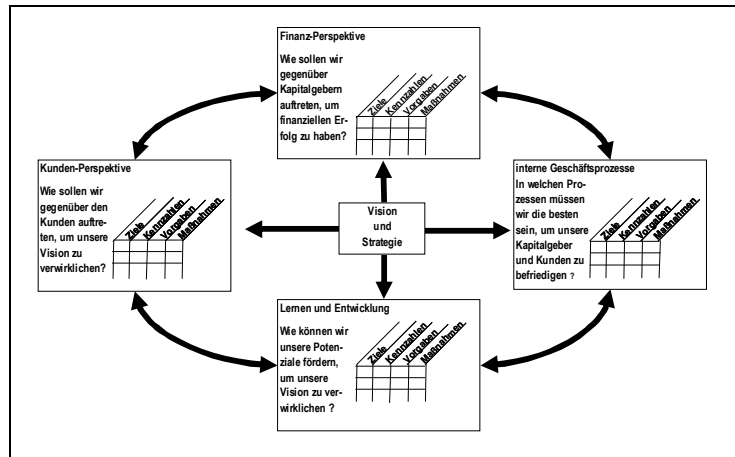 Finanz-Perspektive
Wie sollen wir
gegenüber
Kapitalgebern
auftreten, um
finanziellen Er-
folg zu haben?
Ziele
Kennzahlen
Vorgaben
Maßnahmen
Kunden-Perspektive
Wie sollen wir
gegenüber den
Kunden auftre-
ten, um unsere
Vision zu
verwirklichen?
Ziele
Kennzahlen
Vorgaben
Maßnahmen
Vision
und
Strategie
interne Geschäftsprozesse
In welchen Pro-
zessen müssen
wir die besten
sein, um unsere
Kapitalgeber
und Kunden zu
befriedigen ?
Ziele
Kennzahlen
Vorgaben
Maßnahmen
Lernen und Entwicklung
Wie können wir
unsere Poten-
ziale fördern,
um unsere
Vision zu ver-
wirklichen ?
Ziele
Kennzahlen
Vorgaben
Maßnahmen